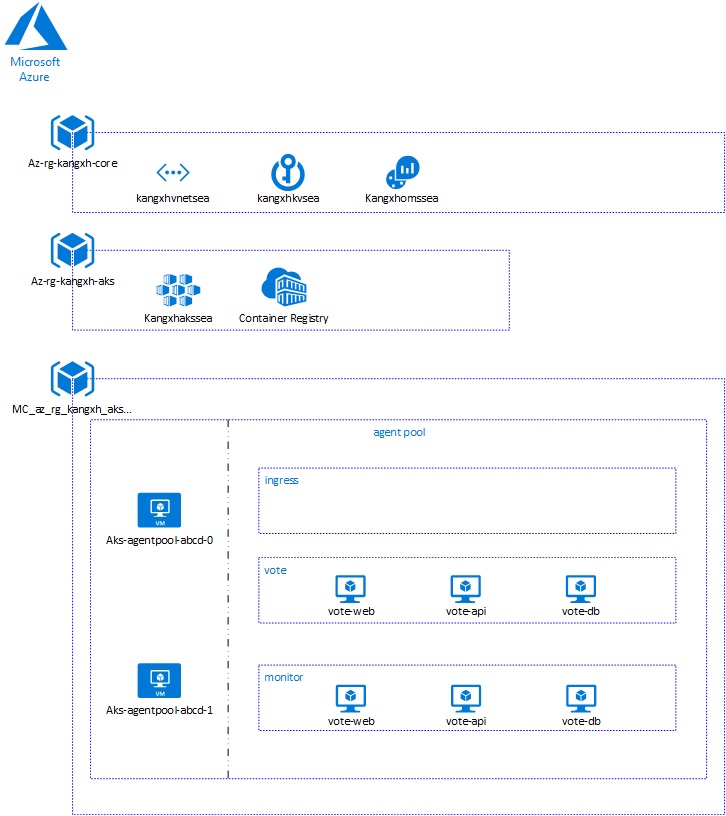 Microsoft
Azure
Az-rg-kangxh-core
kangxhvnetsea
kangxhkvsea
Kangxhomssea
Az-rg-kangxh-aks
Kangxhakssea
Container Registry
MC_az_rg_kangxh_aks...
agent pool
ingress
VM
Aks-agentpool-abcd-0
vote
vote-web
vote-api
vote-db
VM
Aks-agentpool-abcd-1
monitor
vote-web
vote-api
vote-db